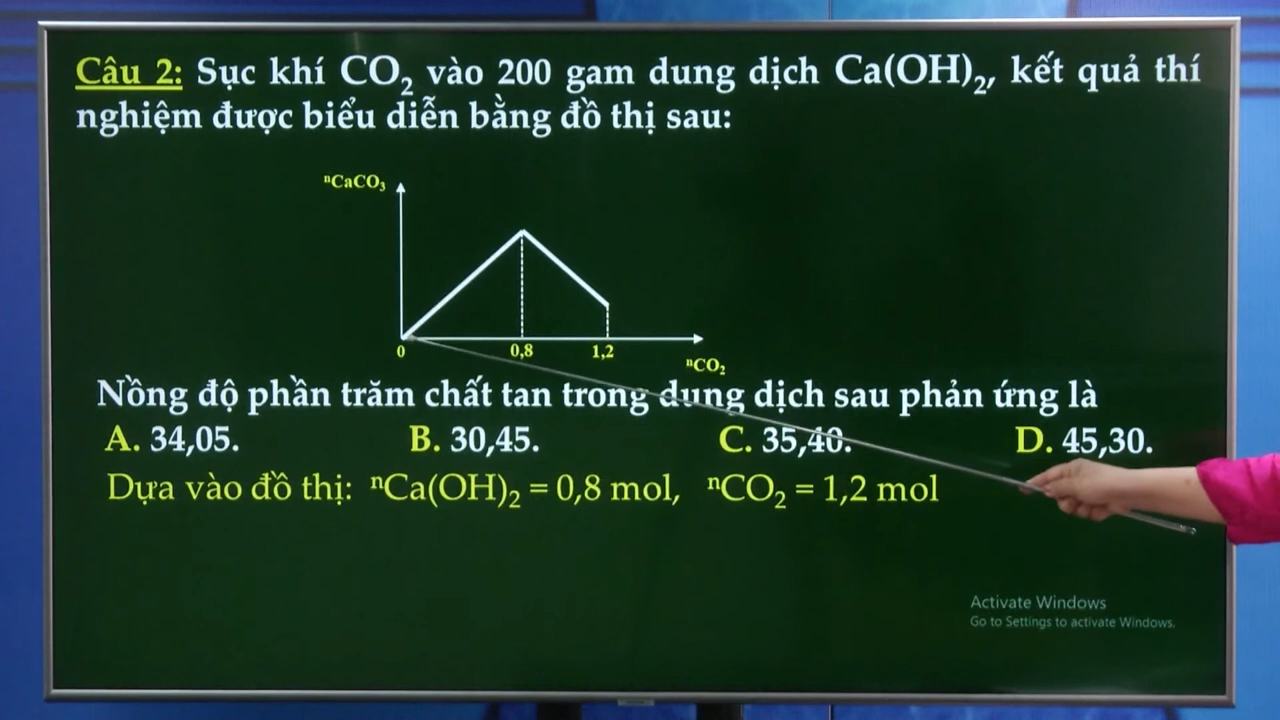 Câu 2: Sục khí CO₂ vào 200 gam dung dịch Ca(OH)₂, kết quả thí
nghiệm được biểu diễn bằng đồ thị sau:
ⁿCaCO₃
0 0,8 1,2
ⁿCO₂
Nồng độ phần trăm chất tan trong dung dịch sau phản ứng là
A. 34,05. B. 30,45. C. 35,40. D. 45,30.
Dựa vào đồ thị: ⁿCa(OH)₂ = 0,8 mol, ⁿCO₂ = 1,2 mol
Activate Windows
Go to Settings to activate Windows.